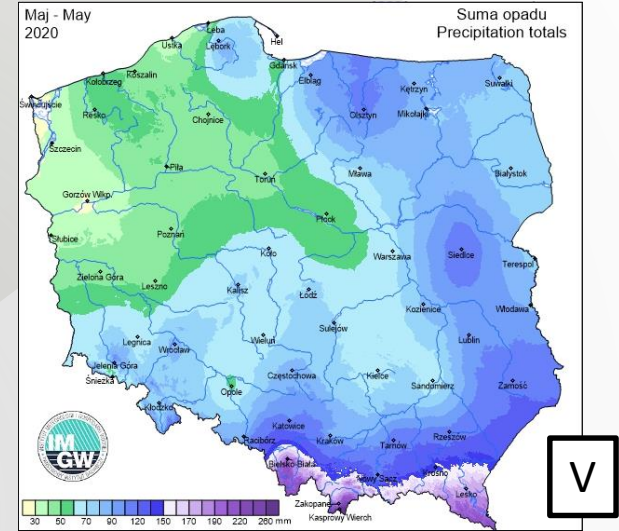 Maj - May
2020
Suma opadu
Precipitation totals
Łeba
Hel
Ustka
Lębork
Gdańsk
Kołobrzeg
Koszalin
Elbląg
Kętrzyn
Suwałki
Świnoujście
Resko
Chojnice
Olsztyn
Mikołajki
Szczecin
Piła
Toruń
Mława
Białystok
Gorzów Wlkp.
Płock
Słubice
Poznań
Koło
Warszawa
Siedlce
Terespol
Zielona Góra
Leszno
Kalisz
Łódź
Kozienice
Włodawa
Sulejów
Legnica
Wrocław
Wieluń
Lublin
Jelenia Góra
Śnieżka
Opole
Częstochowa
Kielce
Sandomierz
Zamość
Kłodzko
Katowice
Racibórz
Kraków
Tarnów
Rzeszów
Bielsko-Biała
Nowy Sącz
Krosno
Lesko
Zakopane
Kasprowy Wierch
IM
GW
30 50 70 90 120 150 170 190 220 260 mm
V